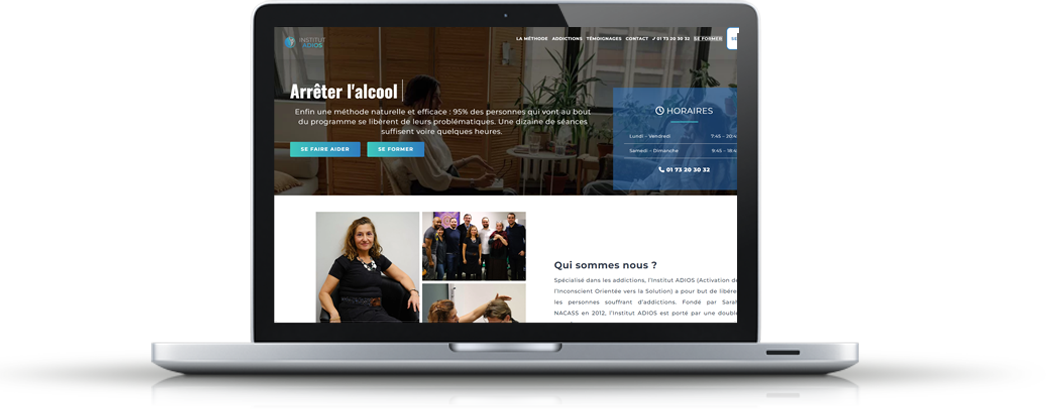 INSTITUT
ADIOS
LA MÉTHODE ADDICTIONS TÉMOIGNAGES CONTACT 01 73 20 30 32 SE FORMER SE
Arrêter l'alcool
Enfin une méthode naturelle et efficace : 95% des personnes qui vont au bout
du programme se libèrent de leurs problématiques. Une dizaine de séances
suffisent voire quelques heures.
SE FAIRE AIDER SE FORMER
HORAIRES
Lundi – Vendredi 7:45 - 20:4
Samedi – Dimanche 9:45 - 18:4
01 73 20 30 32
Qui sommes nous ?
Spécialisé dans les addictions, l'Institut ADIOS (Activation de
l'Inconscient Orientée vers la Solution) a pour but de libérer
les personnes souffrant d'addictions. Fondé par Sarah
NACASS en 2012, l'Institut ADIOS est porté par une double